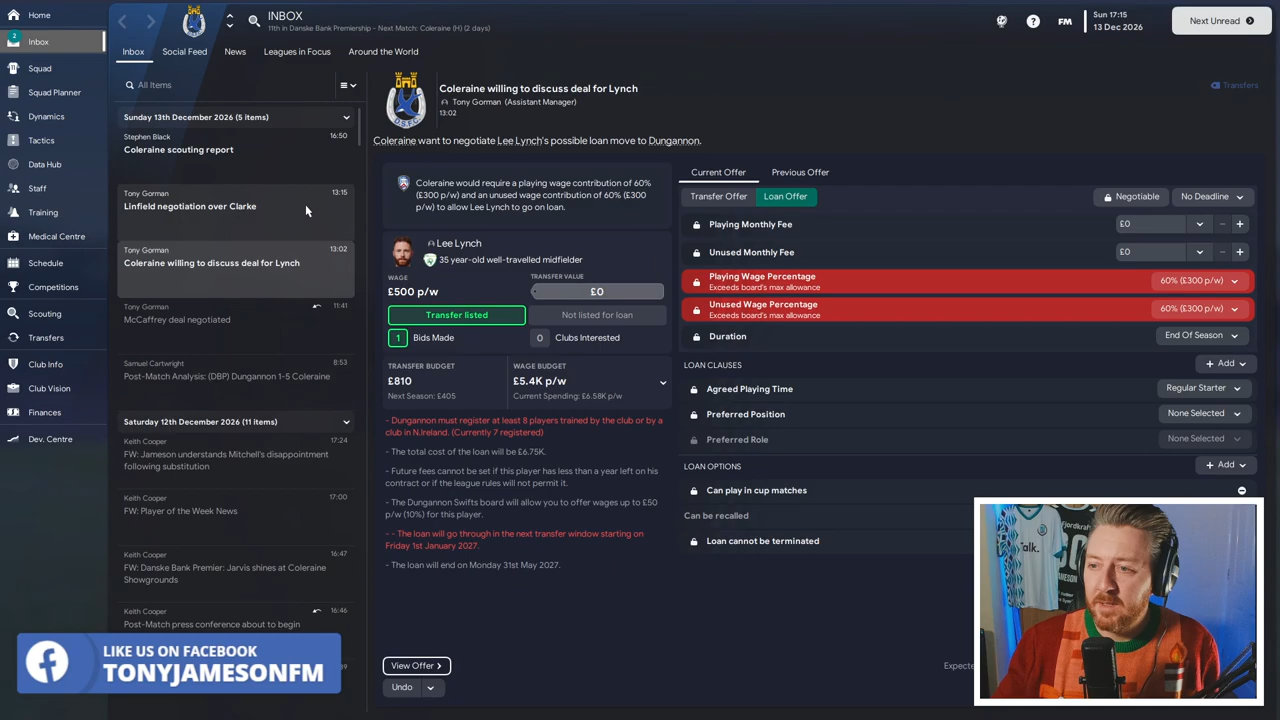 Home
2
Inbox
Squad
Squad Planner
Dynamics
Tactics
Data Hub
Staff
Training
Medical Centre
Schedule
Competitions
Scouting
Transfers
Club Info
Club Vision
Finances
Dev. Centre
INBOX
11th in Danske Bank Premiership - Next Match: Coleraine (H) (2 days)
FM
Sun 17:15
13 Dec 2026
Next Unread
Inbox
Social Feed
News
Leagues in Focus
Around the World
All Items
Sunday 13th December 2026 (5 items)
Stephen Black 16:50
Coleraine scouting report
Tony Gorman 13:15
Linfield negotiation over Clarke
Tony Gorman 13:02
Coleraine willing to discuss deal for Lynch
Tony Gorman 11:41
McCaffrey deal negotiated
Samuel Cartwright 8:53
Post-Match Analysis: (DBP) Dungannon 1-5 Coleraine
Saturday 12th December 2026 (11 items)
Keith Cooper 17:24
FW: Jameson understands Mitchell's disappointment
following substitution
Keith Cooper 17:00
FW: Player of the Week News
Keith Cooper 16:47
FW: Danske Bank Premier: Jarvis shines at Coleraine
Showgrounds
Keith Cooper 16:46
Post-Match press conference about to begin
LIKE US ON FACEBOOK
TONYJAMESONFM
Coleraine willing to discuss deal for Lynch
Tony Gorman (Assistant Manager)
13:02
Transfers
Coleraine want to negotiate Lee Lynch's possible loan move to Dungannon.
Coleraine would require a playing wage contribution of 60%
(£300 p/w) and an unused wage contribution of 60% (£300
p/w) to allow Lee Lynch to go on loan.
Lee Lynch
35 year-old well-travelled midfielder
WAGE
£500 p/w
TRANSFER VALUE
£0
Transfer listed
Not listed for loan
1 Bids Made
0 Clubs Interested
TRANSFER BUDGET
£810
Next Season: £405
WAGE BUDGET
£5.4K p/w
Current Spending: £6.58K p/w
- Dungannon must register at least 8 players trained by the club or by a
club in N.Ireland. (Currently 7 registered)
- The total cost of the loan will be £6.75K.
- Future fees cannot be set if this player has less than a year left on his
contract or if the league rules will not permit it.
- The Dungannon Swifts board will allow you to offer wages up to £50
p/w (10%) for this player.
- - The loan will go through in the next transfer window starting on
Friday 1st January 2027.
- The loan will end on Monday 31st May 2027.
View Offer
Undo
Current Offer
Previous Offer
Transfer Offer
Loan Offer
Negotiable
No Deadline
Playing Monthly Fee £0
Unused Monthly Fee £0
Playing Wage Percentage
Exceeds board's max allowance
60% (£300 p/w)
Unused Wage Percentage
Exceeds board's max allowance
60% (£300 p/w)
Duration End Of Season
LOAN CLAUSES Add
Agreed Playing Time Regular Starter
Preferred Position None Selected
Preferred Role None Selected
LOAN OPTIONS Add
Can play in cup matches
Can be recalled
Loan cannot be terminated